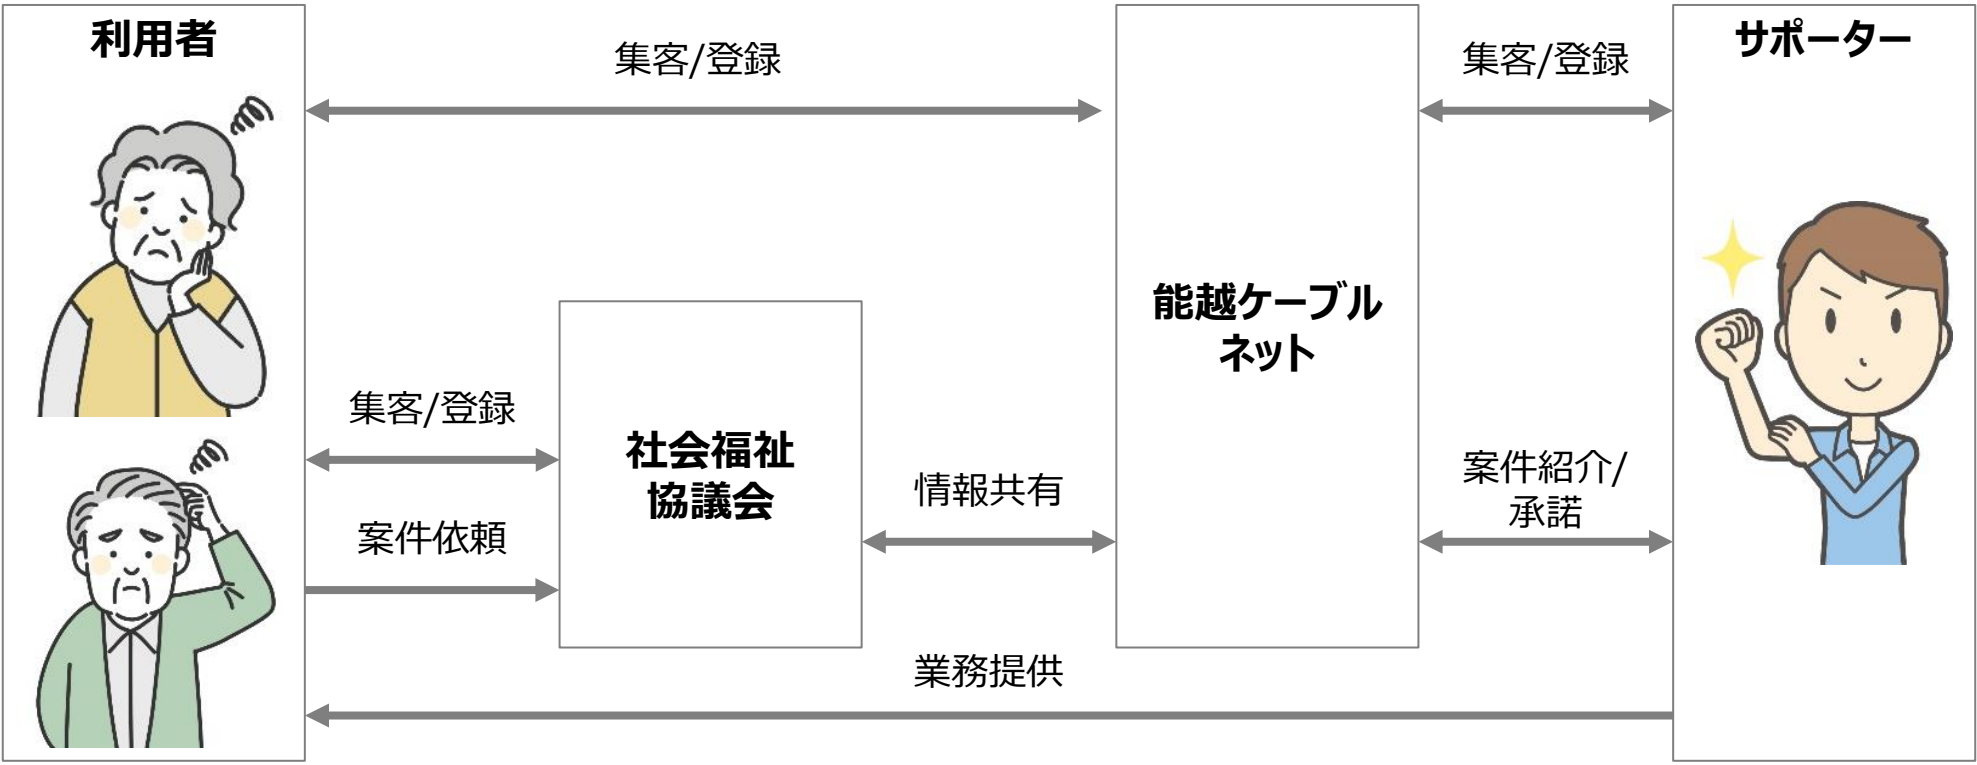 利用者
集客/登録
集客/登録
サポーター
能越ケーブル
ネット
集客/登録
社会福祉
協議会
案件依頼
情報共有
案件紹介/
承諾
業務提供